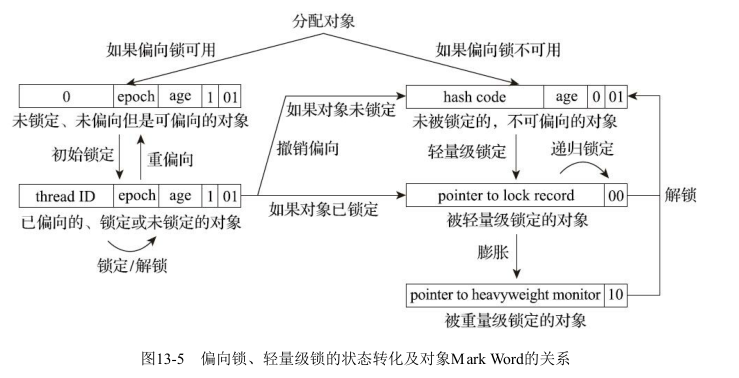 分配对象
如果偏向锁可用
如果偏向锁不可用
0 epoch age 1 01
未锁定、未偏向但是可偏向的对象
hash code age 0 01
未被锁定的，不可偏向的对象
如果对象未锁定
初始锁定
重偏向
撤销偏向
轻量级锁定
递归锁定
thread ID epoch age 1 01
已偏向的、锁定或未锁定的对象
如果对象已锁定
pointer to lock record 00
被轻量级锁定的对象
解锁
锁定/解锁
膨胀
pointer to heavyweight monitor 10
被重量级锁定的对象
图13-5 偏向锁、轻量级锁的状态转化及对象Mark Word的关系